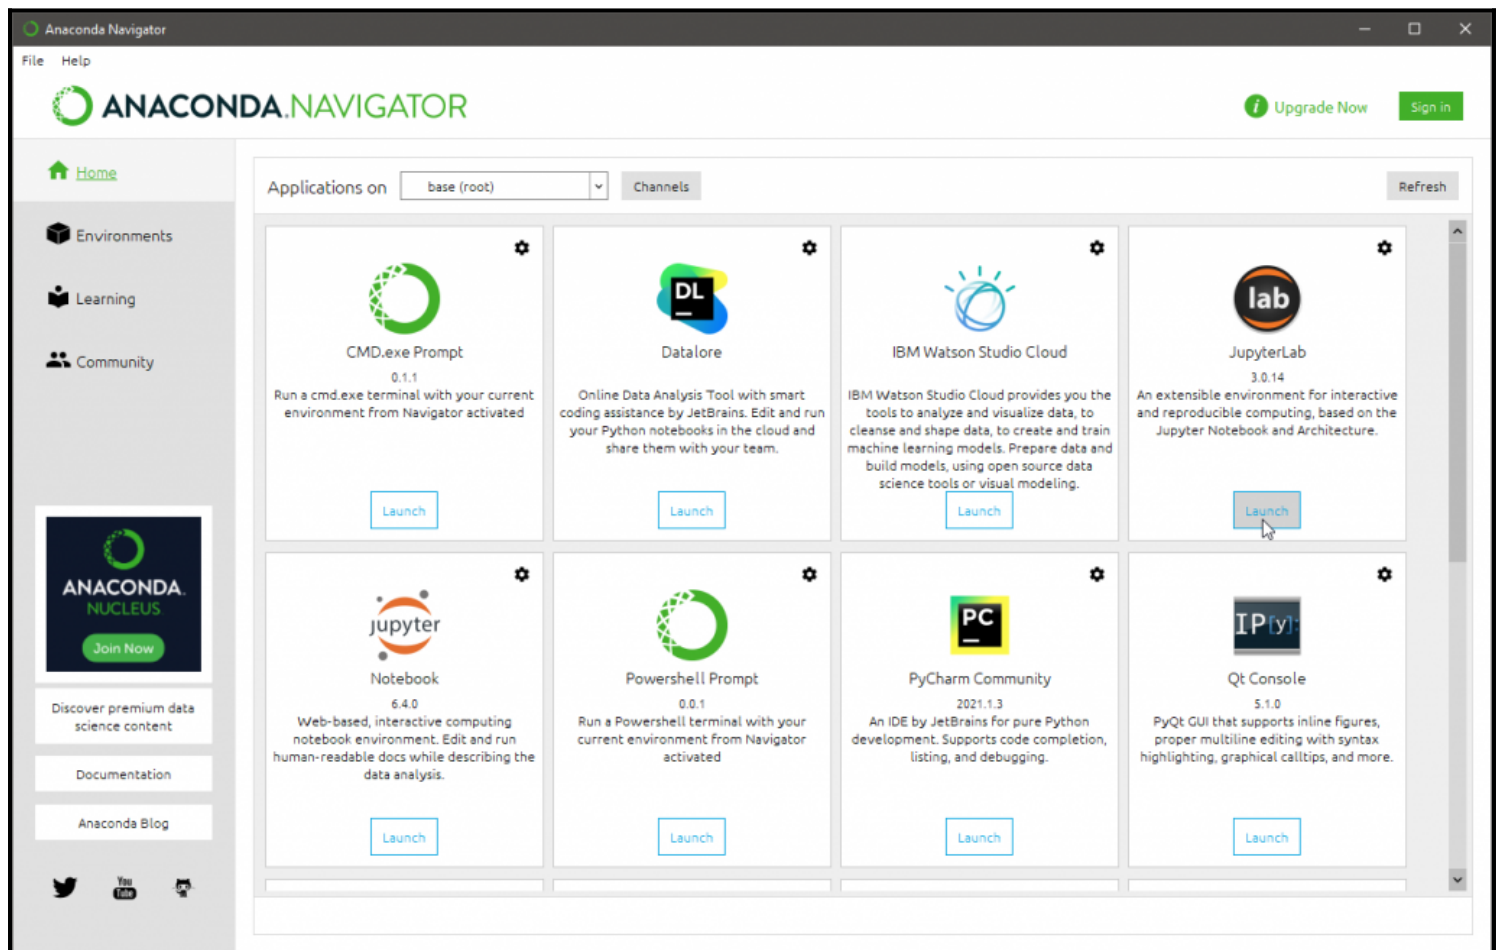 Anaconda Navigator
File Help
ANACONDA.NAVIGATOR
i Upgrade Now Sign in
Home
Environments
Learning
Community
Applications on base (root) Channels Refresh
CMD.exe Prompt
0.1.1
Run a cmd.exe terminal with your current
environment from Navigator activated
Launch
DL
Datalore
Online Data Analysis Tool with smart
coding assistance by JetBrains. Edit and run
your Python notebooks in the cloud and
share them with your team.
Launch
IBM Watson Studio Cloud
IBM Watson Studio Cloud provides you the
tools to analyze and visualize data, to
cleanse and shape data, to create and train
machine learning models. Prepare data and
build models, using open source data
science tools or visual modeling.
Launch
lab
JupyterLab
3.0.14
An extensible environment for interactive
and reproducible computing, based on the
Jupyter Notebook and Architecture.
Launch
jupyter
Notebook
6.4.0
Web-based, interactive computing
notebook environment. Edit and run
human-readable docs while describing the
data analysis.
Launch
Powershell Prompt
0.0.1
Run a Powershell terminal with your
current environment from Navigator
activated
Launch
PC
PyCharm Community
2021.1.3
An IDE by JetBrains for pure Python
development. Supports code completion,
listing, and debugging.
Launch
IP[y]:
Qt Console
5.1.0
PyQt GUI that supports inline figures,
proper multiline editing with syntax
highlighting, graphical calltips, and more.
Launch
ANACONDA.
NUCLEUS
Join Now
Discover premium data
science content
Documentation
Anaconda Blog
You
Tube